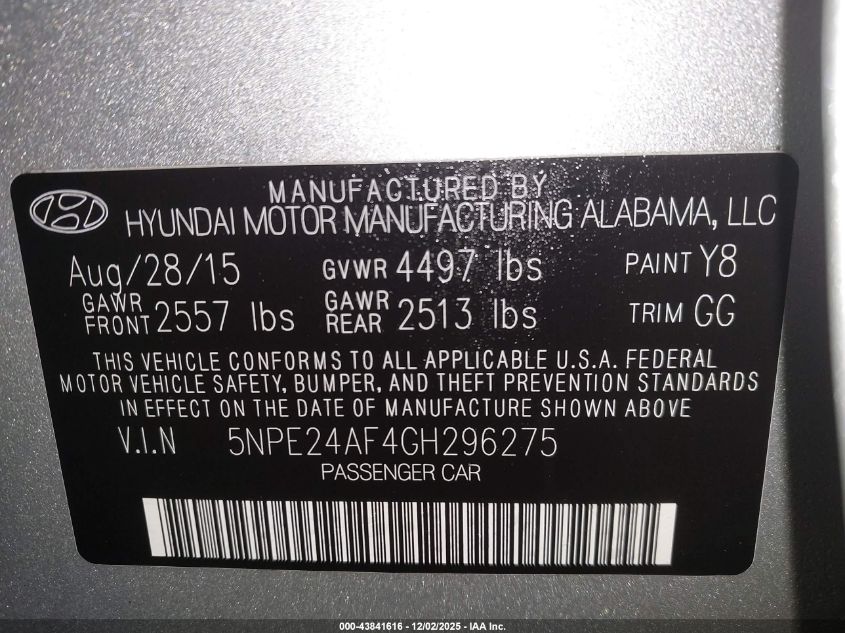 MANUFACTURED BY
HYUNDAI MOTOR MANUFACTURING ALABAMA, LLC
Aug/28/15 GVWR 4497 lbs PAINT Y8
GAWR FRONT 2557 lbs GAWR REAR 2513 lbs TRIM GG
THIS VEHICLE CONFORMS TO ALL APPLICABLE U.S.A. FEDERAL
MOTOR VEHICLE SAFETY, BUMPER, AND THEFT PREVENTION STANDARDS
IN EFFECT ON THE DATE OF MANUFACTURE SHOWN ABOVE
V.I.N 5NPE24AF4GH296275
PASSENGER CAR
000-43841616 - 12/02/2025 - IAA Inc.